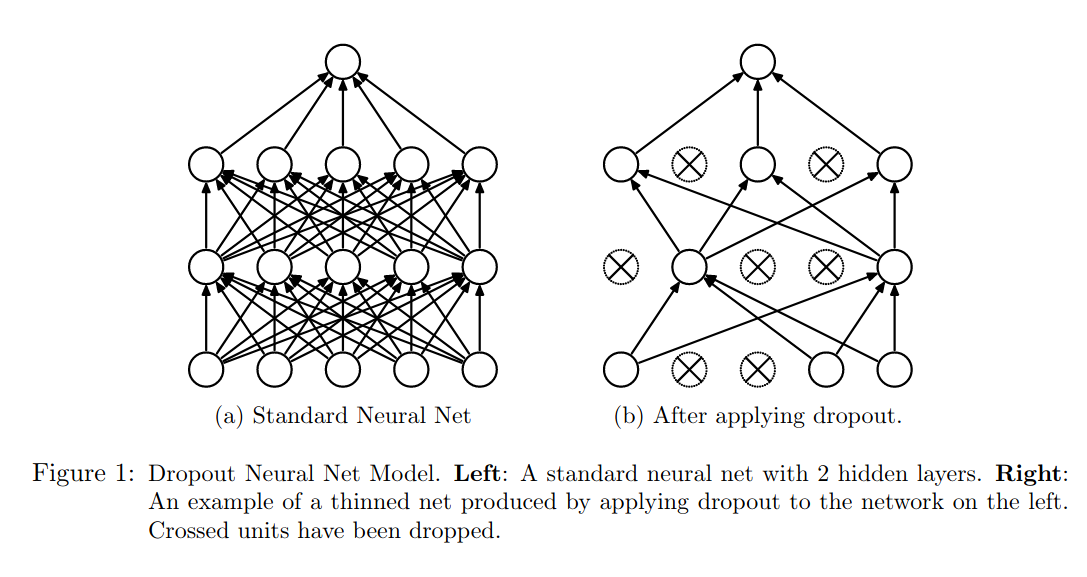 (a) Standard Neural Net
(b) After applying dropout.
Figure 1: Dropout Neural Net Model. Left: A standard neural net with 2 hidden layers. Right:
An example of a thinned net produced by applying dropout to the network on the left.
Crossed units have been dropped.